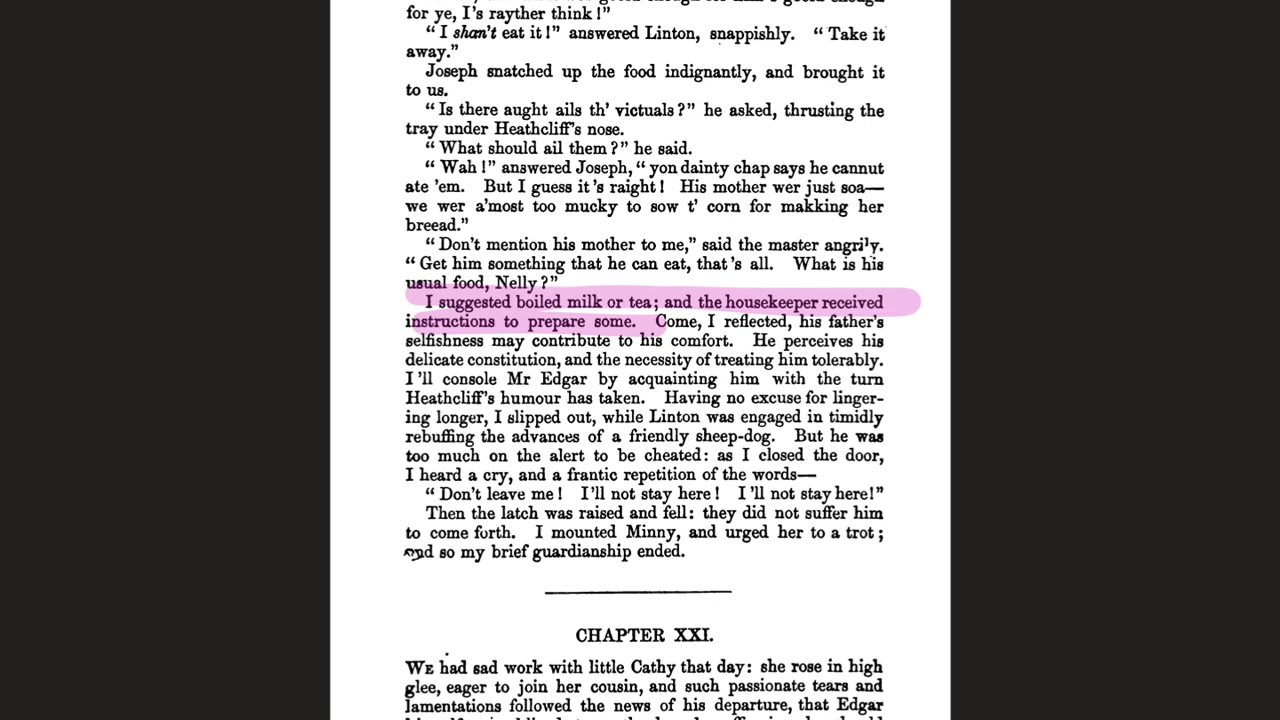 for ye, I's rayther think!"
"I shan't eat it!" answered Linton, snappishly. "Take it
away."
Joseph snatched up the food indignantly, and brought it
to us.
"Is there aught ails th' victuals?" he asked, thrusting the
tray under Heathcliff's nose.
"What should ail them?" he said.
"Wah!" answered Joseph, "yon dainty chap says he cannut
ate 'em. But I guess it's raight! His mother wer just soa—
we wer a'most too mucky to sow t' corn for makking her
breead."
"Don't mention his mother to me," said the master angrily.
"Get him something that he can eat, that's all. What is his
usual food, Nelly?"
I suggested boiled milk or tea; and the housekeeper received
instructions to prepare some. Come, I reflected, his father's
selfishness may contribute to his comfort. He perceives his
delicate constitution, and the necessity of treating him tolerably.
I'll console Mr Edgar by acquainting him with the turn
Heathcliff's humour has taken. Having no excuse for linger-
ing longer, I slipped out, while Linton was engaged in timidly
rebuffing the advances of a friendly sheep-dog. But he was
too much on the alert to be cheated: as I closed the door,
I heard a cry, and a frantic repetition of the words—
"Don't leave me! I'll not stay here! I'll not stay here!"
Then the latch was raised and fell: they did not suffer him
to come forth. I mounted Minny, and urged her to a trot;
and so my brief guardianship ended.
CHAPTER XXI.
WE had sad work with little Cathy that day: she rose in high
glee, eager to join her cousin, and such passionate tears and
lamentations followed the news of his departure, that Edgar